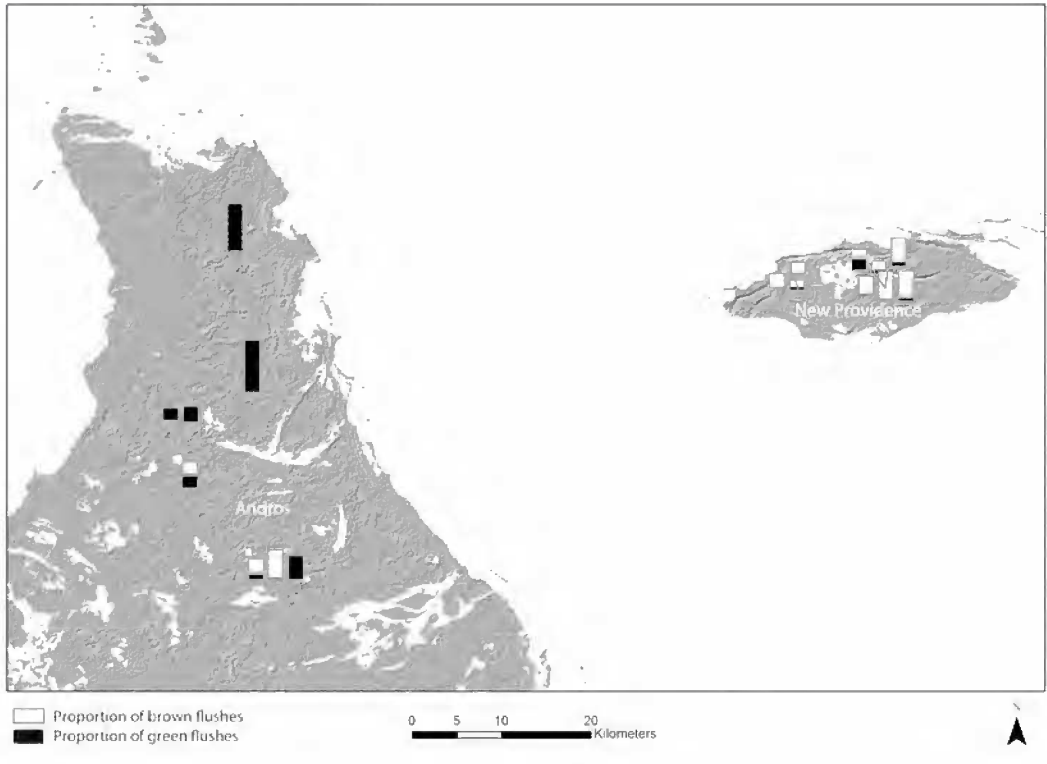 New Providence
Andros
Proportion of brown flushes
Proportion of green flushes
0 5 10 20
Kilometers